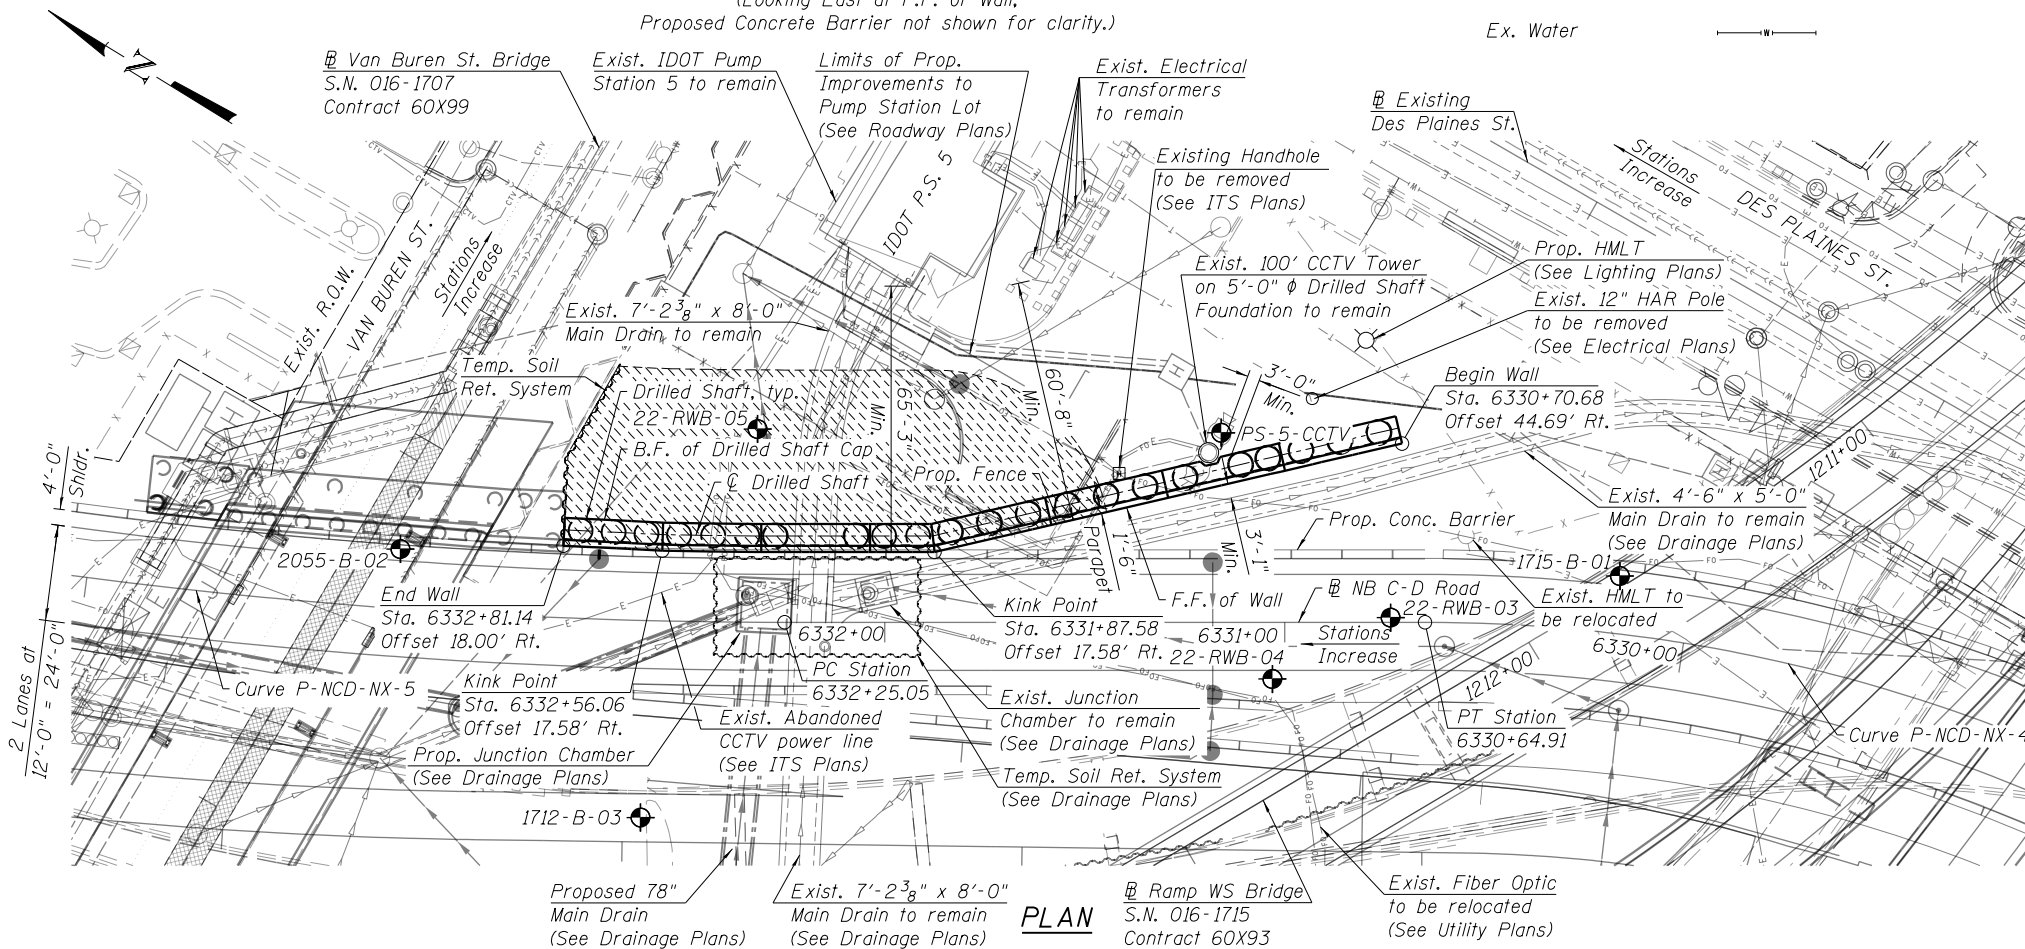 (Looking East at F.F. of Wall,
Proposed Concrete Barrier not shown for clarity.)
Ex. Water
W
N
℄ Van Buren St. Bridge
S.N. 016-1707
Contract 60X99
Exist. IDOT Pump
Station 5 to remain
Limits of Prop.
Improvements to
Pump Station Lot
(See Roadway Plans)
Exist. Electrical
Transformers
to remain
Existing Handhole
to be removed
(See ITS Plans)
℄ Existing
Des Plaines St.
Stations
Increase
DES PLAINES ST.
Exist. R.O.W.
VAN BUREN ST.
Stations
Increase
IDOT P.S. 5
Exist. 7'-2 3/8" x 8'-0"
Main Drain to remain
Exist. 100' CCTV Tower
on 5'-0" ϕ Drilled Shaft
Foundation to remain
Prop. HMLT
(See Lighting Plans)
Exist. 12" HAR Pole
to be removed
(See Electrical Plans)
Temp. Soil
Ret. System
Drilled Shaft, typ.
22-RWB-05
B.F. of Drilled Shaft Cap
℄ Drilled Shaft
65'-3"
Min.
60'-8"
Min.
Prop. Fence
3'-0"
Min.
PS-5-CCTV
Begin Wall
Sta. 6330+70.68
Offset 44.69' Rt.
1211+00
4'-0"
Shldr.
Exist. 4'-6" x 5'-0"
Main Drain to remain
(See Drainage Plans)
Prop. Conc. Barrier
1715-B-01
2055-B-02
1'-6"
Parapet
3'-1"
Min.
End Wall
Sta. 6332+81.14
Offset 18.00' Rt.
6332+00
Kink Point
Sta. 6331+87.58
Offset 17.58' Rt.
F.F. of Wall
℄ NB C-D Road
22-RWB-03
Exist. HMLT to
be relocated
6331+00
Stations
Increase
6330+00
22-RWB-04
2 Lanes at
12'-0" = 24'-0"
Curve P-NCD-NX-5
Kink Point
Sta. 6332+56.06
Offset 17.58' Rt.
PC Station
6332+25.05
Exist. Abandoned
CCTV power line
(See ITS Plans)
Exist. Junction
Chamber to remain
(See Drainage Plans)
1212+00
PT Station
6330+64.91
Curve P-NCD-NX-4
Prop. Junction Chamber
(See Drainage Plans)
Temp. Soil Ret. System
(See Drainage Plans)
1712-B-03
Proposed 78"
Main Drain
(See Drainage Plans)
Exist. 7'-2 3/8" x 8'-0"
Main Drain to remain
(See Drainage Plans)
PLAN
℄ Ramp WS Bridge
S.N. 016-1715
Contract 60X93
Exist. Fiber Optic
to be relocated
(See Utility Plans)